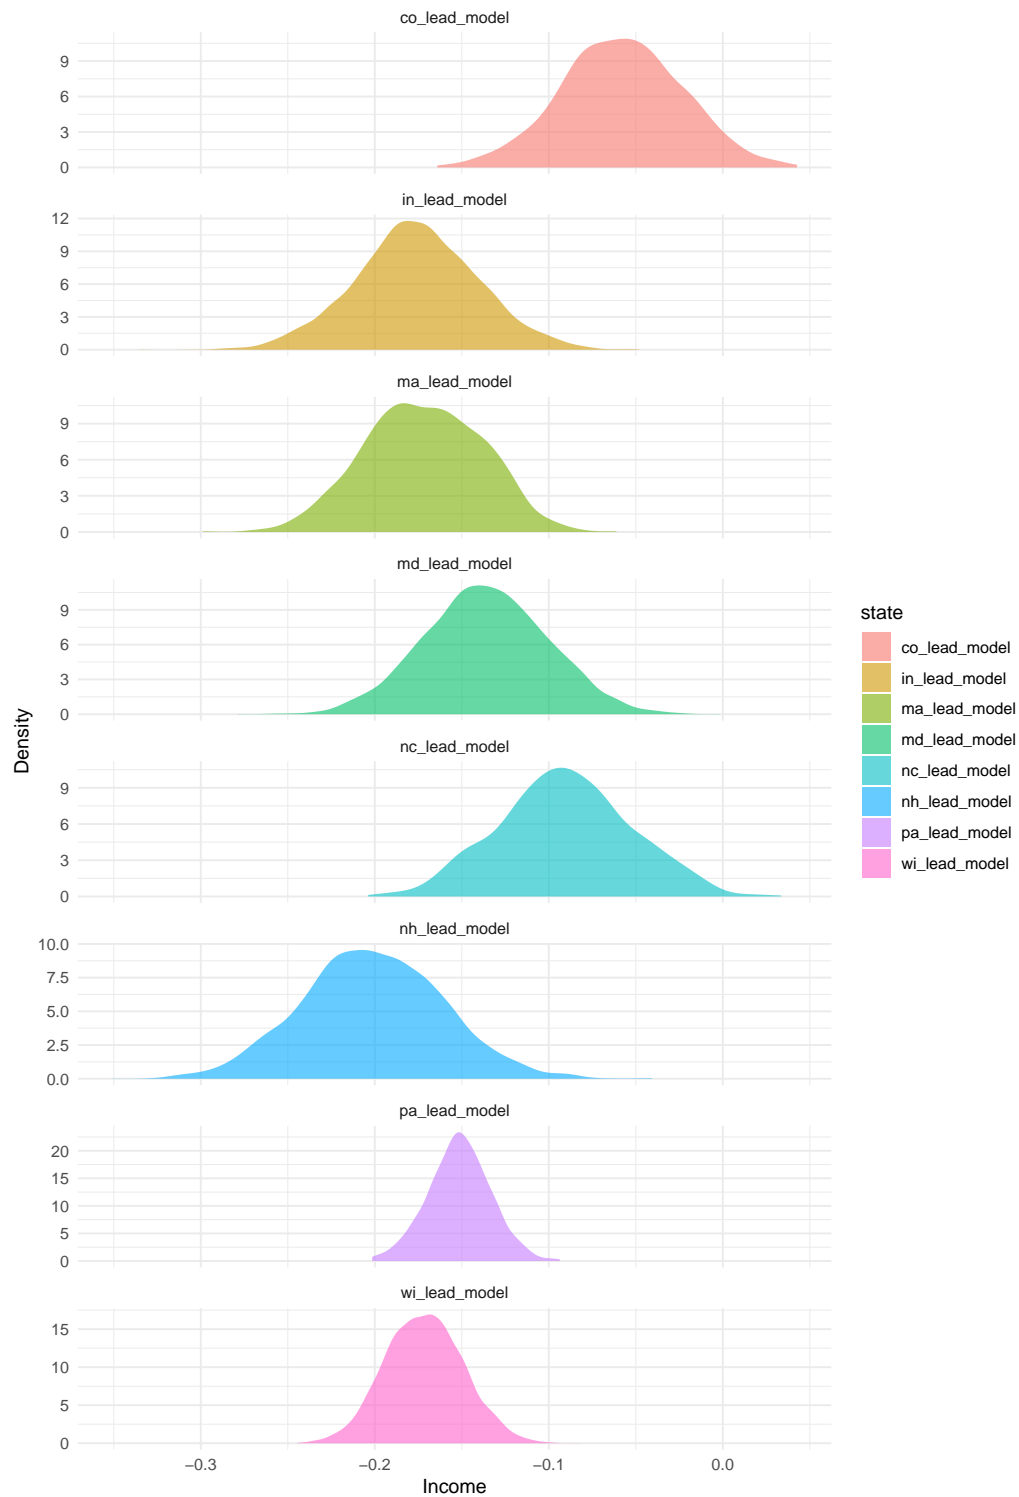 co_lead_model
9
6
3
0
in_lead_model
12
9
6
3
0
ma_lead_model
9
6
3
0
md_lead_model
9
6
3
0
nc_lead_model
9
6
3
0
nh_lead_model
10.0
7.5
5.0
2.5
0.0
pa_lead_model
20
15
10
5
0
wi_lead_model
15
10
5
0
−0.3 −0.2 −0.1 0.0
Income
Density
state
co_lead_model
in_lead_model
ma_lead_model
md_lead_model
nc_lead_model
nh_lead_model
pa_lead_model
wi_lead_model